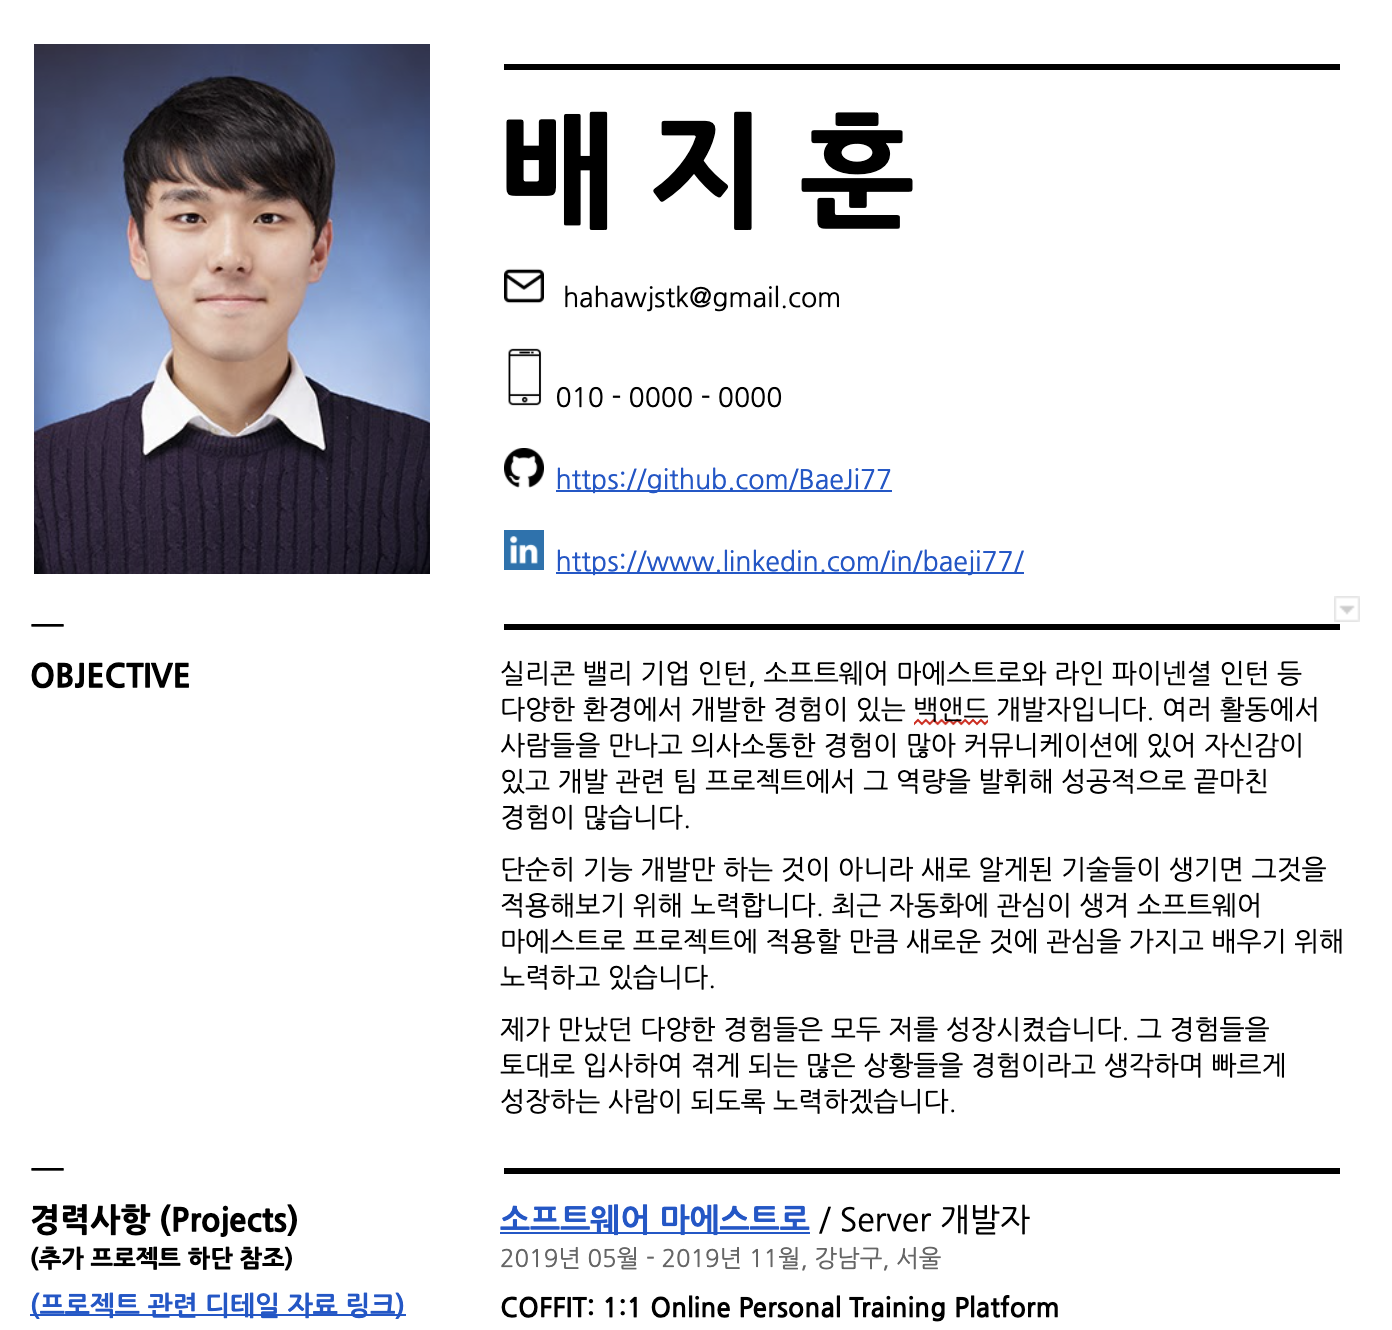 배 지 훈
hahawjstk@gmail.com
010 - 0000 - 0000
https://github.com/BaeJi77
in https://www.linkedin.com/in/baeji77/
OBJECTIVE
실리콘 밸리 기업 인턴, 소프트웨어 마에스트로와 라인 파이넨셜 인턴 등
다양한 환경에서 개발한 경험이 있는 백앤드 개발자입니다. 여러 활동에서
사람들을 만나고 의사소통한 경험이 많아 커뮤니케이션에 있어 자신감이
있고 개발 관련 팀 프로젝트에서 그 역량을 발휘해 성공적으로 끝마친
경험이 많습니다.
단순히 기능 개발만 하는 것이 아니라 새로 알게된 기술들이 생기면 그것을
적용해보기 위해 노력합니다. 최근 자동화에 관심이 생겨 소프트웨어
마에스트로 프로젝트에 적용할 만큼 새로운 것에 관심을 가지고 배우기 위해
노력하고 있습니다.
제가 만났던 다양한 경험들은 모두 저를 성장시켰습니다. 그 경험들을
토대로 입사하여 겪게 되는 많은 상황들을 경험이라고 생각하며 빠르게
성장하는 사람이 되도록 노력하겠습니다.
경력사항 (Projects)
(추가 프로젝트 하단 참조)
(프로젝트 관련 디테일 자료 링크)
소프트웨어 마에스트로 / Server 개발자
2019년 05월 - 2019년 11월, 강남구, 서울
COFFIT: 1:1 Online Personal Training Platform